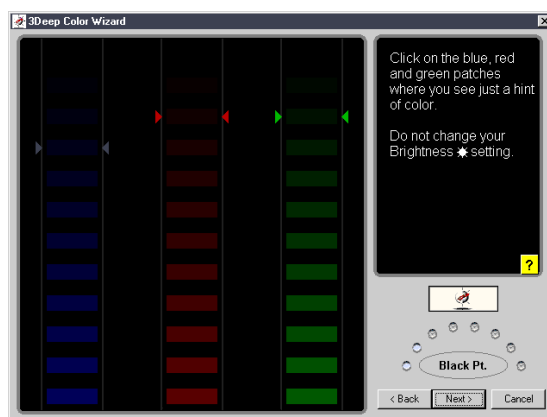 3Deep Color Wizard
Click on the blue, red
and green patches
where you see just a hint
of color.
Do not change your
Brightness ☀ setting.
?
Black Pt.
< Back
Next >
Cancel